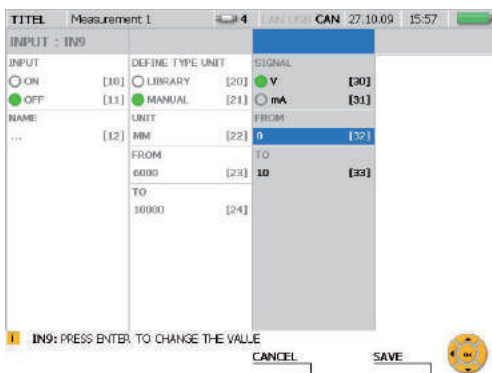 TITEL Measurement 1 4 LAN USB CAN 27.10.09 15:57
INPUT : IN9
INPUT DEFINE TYPE UNIT SIGNAL
ON [10] LIBRARY [20] V [30]
OFF [11] MANUAL [21] mA [31]
NAME UNIT FROM
... [12] MM [22] 0 [32]
FROM TO
6000 [23] 10 [33]
TO
10000 [24]
i IN9: PRESS ENTER TO CHANGE THE VALUE
CANCEL SAVE
OK